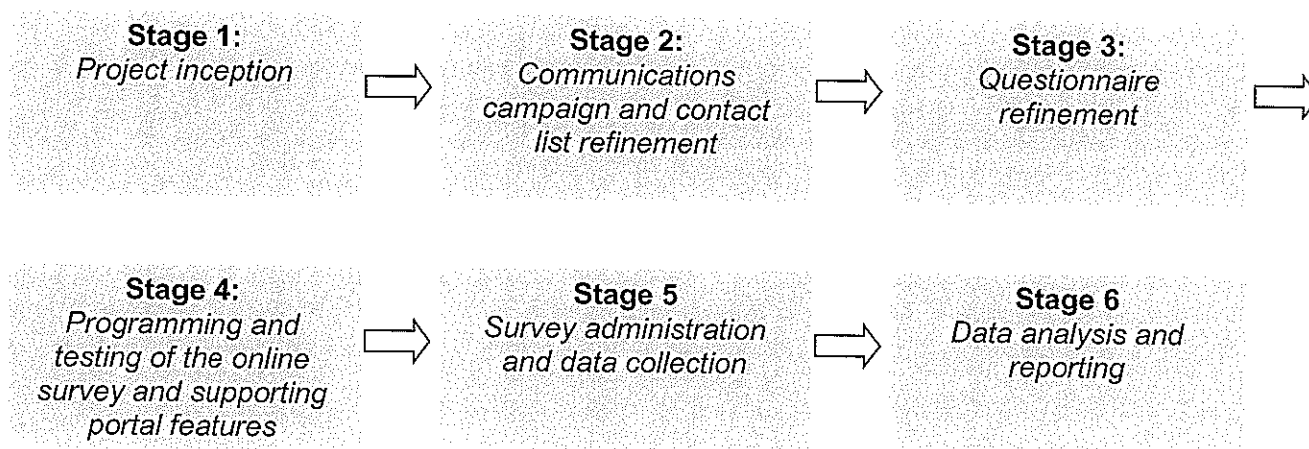 Stage 1:
Project inception
Stage 2:
Communications
campaign and contact
list refinement
Stage 3:
Questionnaire
refinement
Stage 4:
Programming and
testing of the online
survey and supporting
portal features
Stage 5
Survey administration
and data collection
Stage 6
Data analysis and
reporting